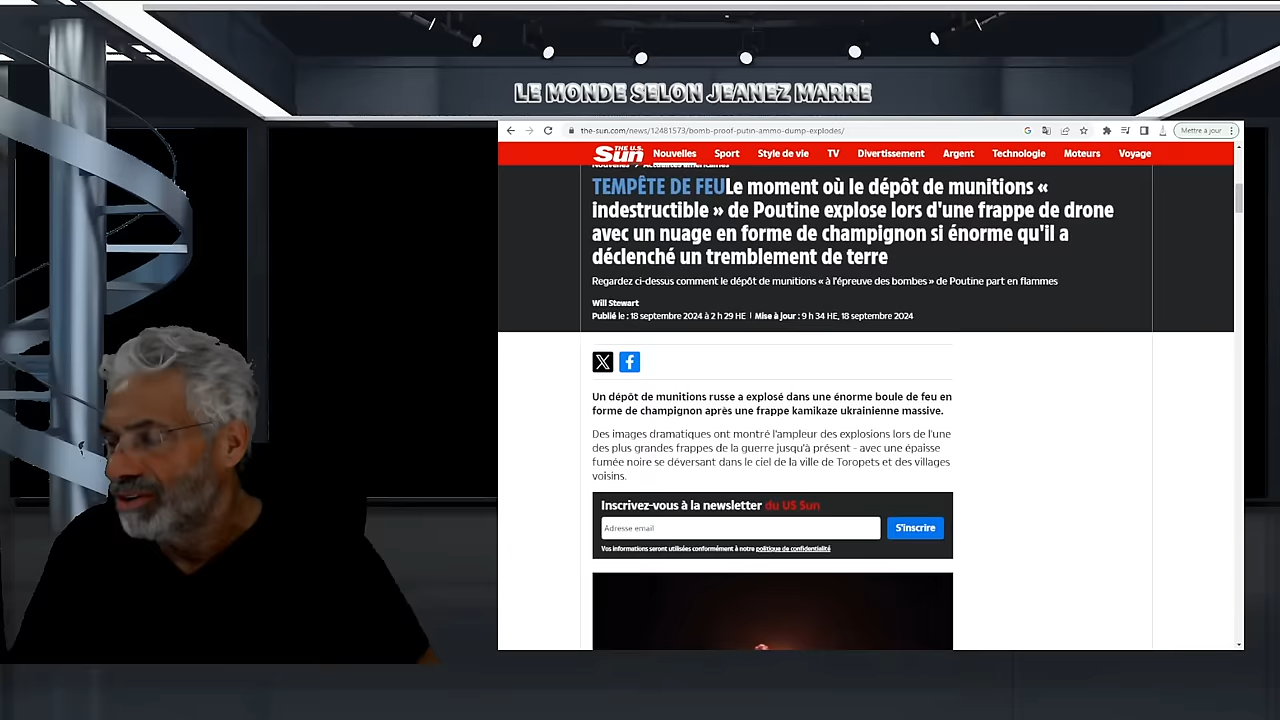 LE MONDE SELON JEANEZ MARRE
the-sun.com/news/12481573/bomb-proof-putin-ammo-dump-explodes/
Mettre à jour
THE U.S. Sun
Nouvelles Sport Style de vie TV Divertissement Argent Technologie Moteurs Voyage
TEMPÊTE DE FEULe moment où le dépôt de munitions «
indestructible » de Poutine explose lors d'une frappe de drone
avec un nuage en forme de champignon si énorme qu'il a
déclenché un tremblement de terre
Regardez ci-dessus comment le dépôt de munitions « à l'épreuve des bombes » de Poutine part en flammes
Will Stewart
Publié le : 18 septembre 2024 à 2 h 29 HE | Mise à jour : 9 h 34 HE, 18 septembre 2024
Un dépôt de munitions russe a explosé dans une énorme boule de feu en
forme de champignon après une frappe kamikaze ukrainienne massive.
Des images dramatiques ont montré l'ampleur des explosions lors de l'une
des plus grandes frappes de la guerre jusqu'à présent - avec une épaisse
fumée noire se déversant dans le ciel de la ville de Toropets et des villages
voisins.
Inscrivez-vous à la newsletter du US Sun
Adresse email
S'inscrire
Vos informations seront utilisées conformément à notre politique de confidentialité